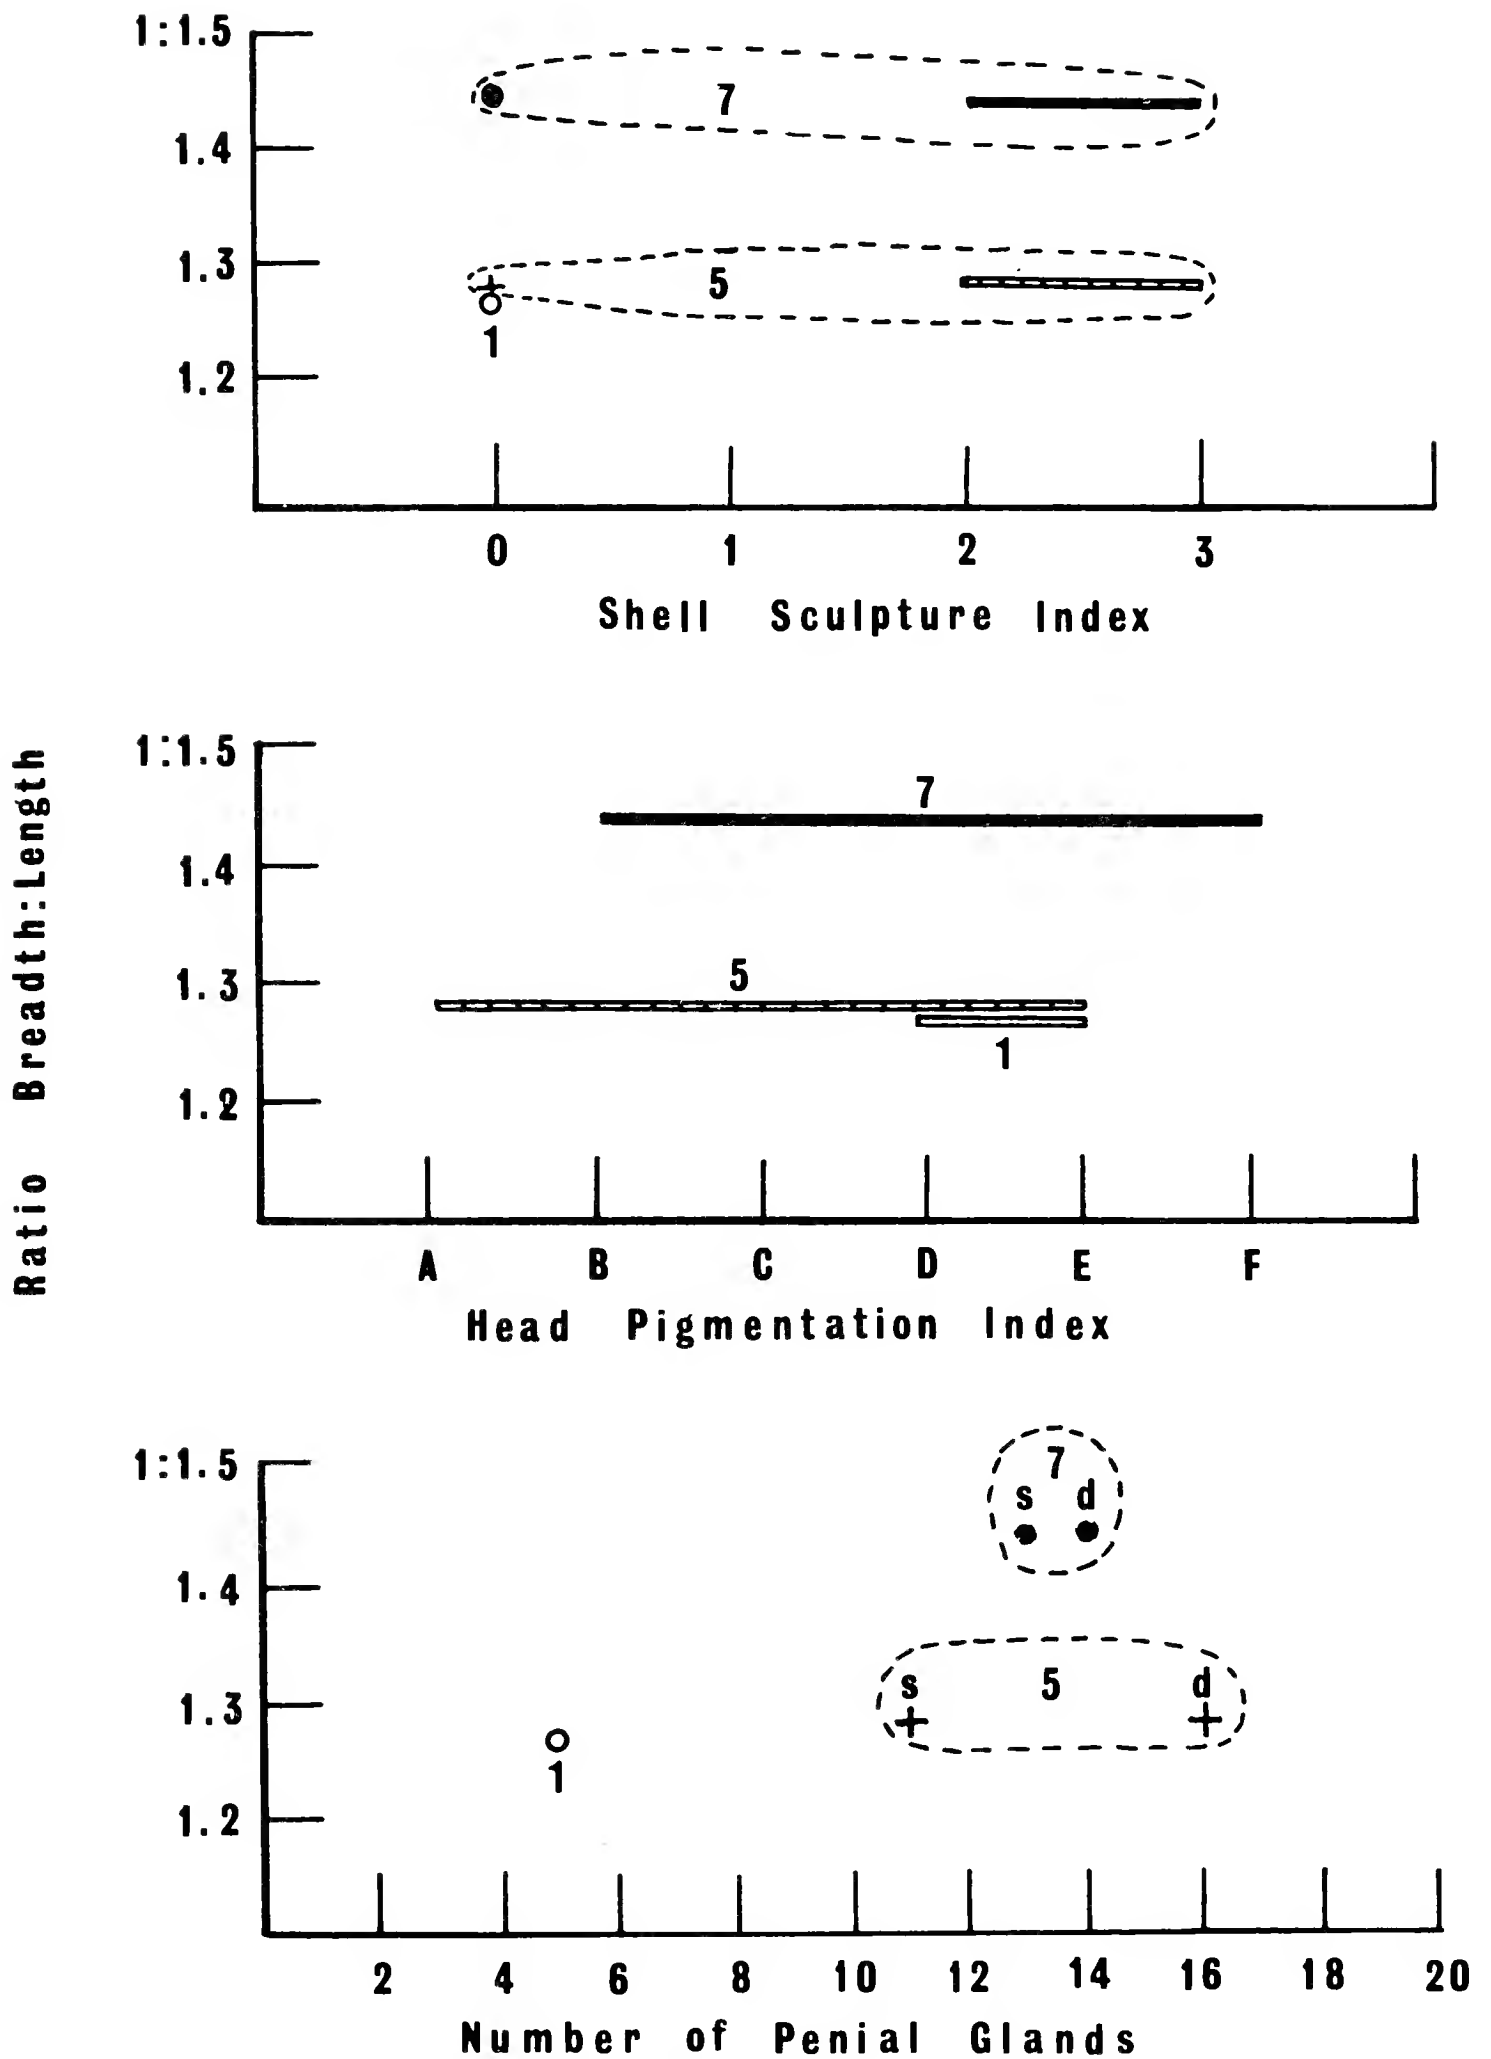 1:1.5
7
1.4
1.3
5
1
1.2
0 1 2 3
Shell Sculpture Index
Ratio Breadth:Length
1:1.5
7
1.4
1.3
5
1
1.2
A B C D E F
Head Pigmentation Index
1:1.5
7
s d
1.4
s 5 d
1.3
1
1.2
2 4 6 8 10 12 14 16 18 20
Number of Penial Glands